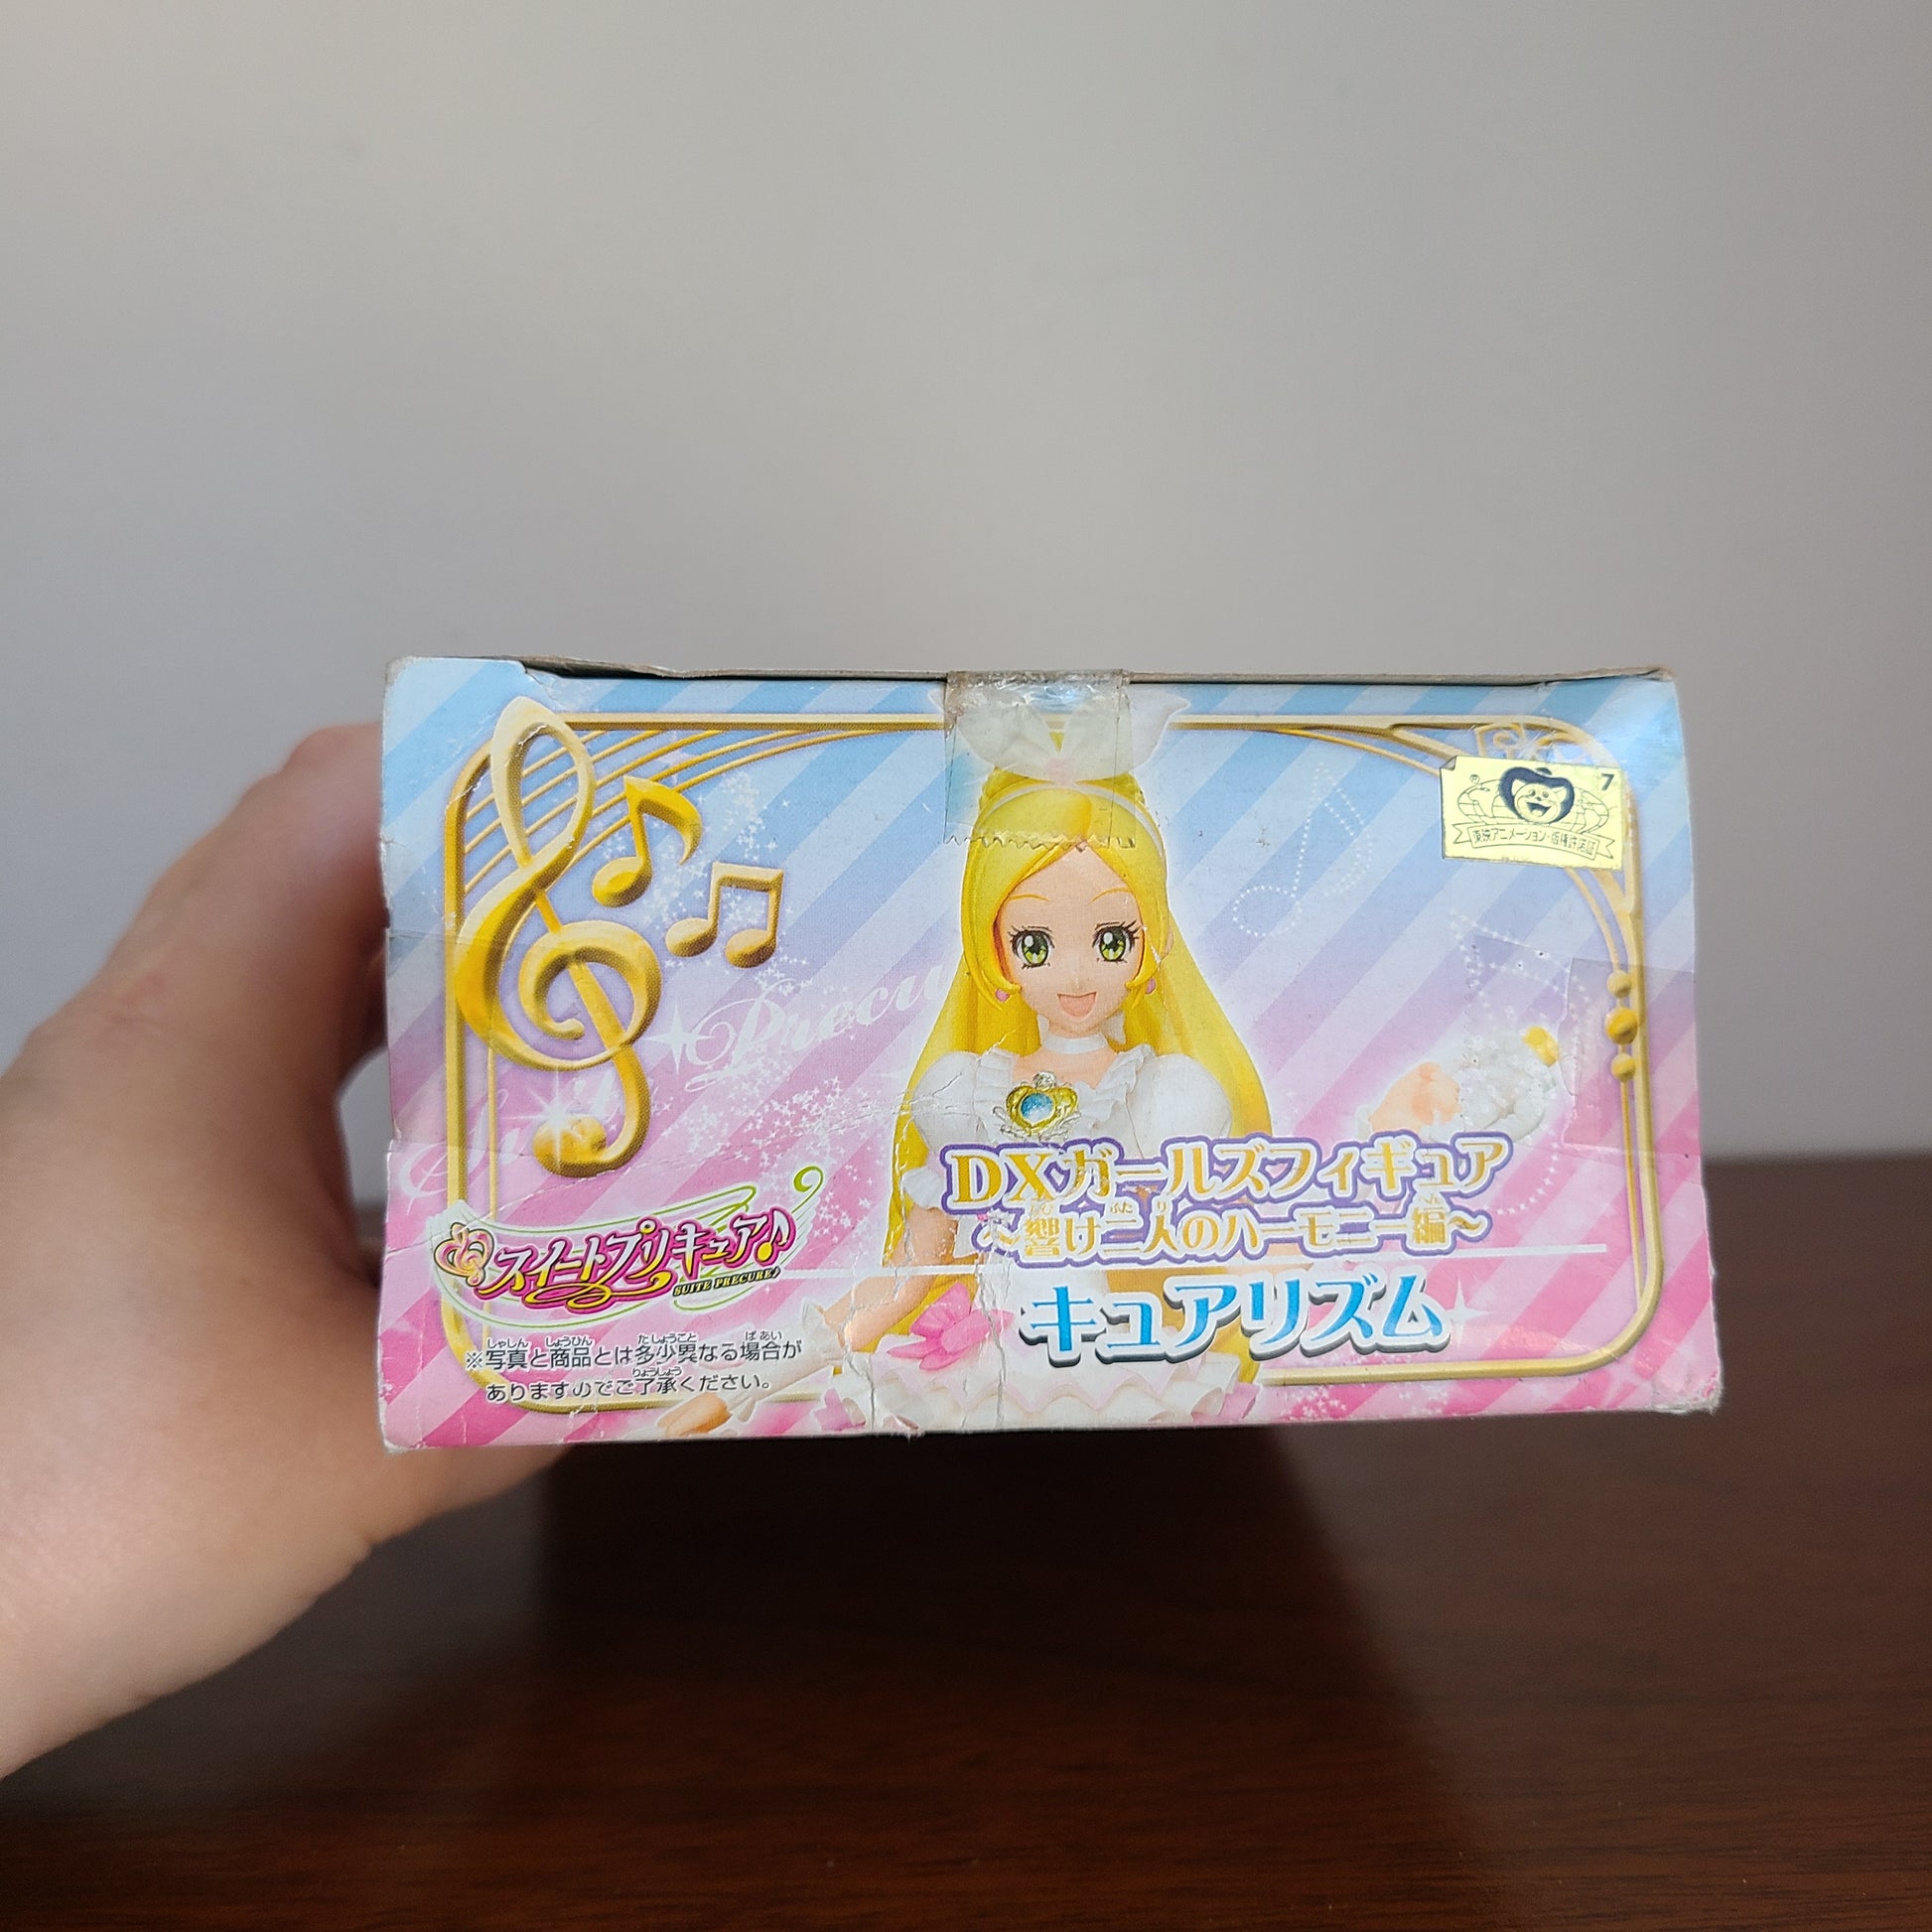 7
®
東映アニメーション・版権許諾証
Suite Precu
DXガールズフィギュア
〜響け二人のハーモニー編〜
スイートプリキュア♪
SUITE PRECURE♪
キュアリズム
※写真と商品とは多少異なる場合が
ありますのでご了承ください。